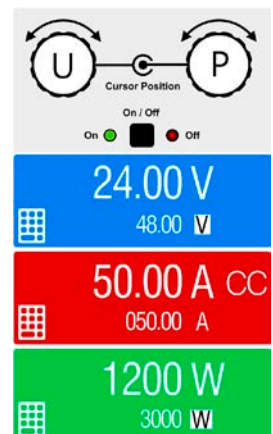 U P
Cursor Position
On / Off
On Off
24.00 V
48.00 V
50.00 A CC
050.00 A
1200 W
3000 W